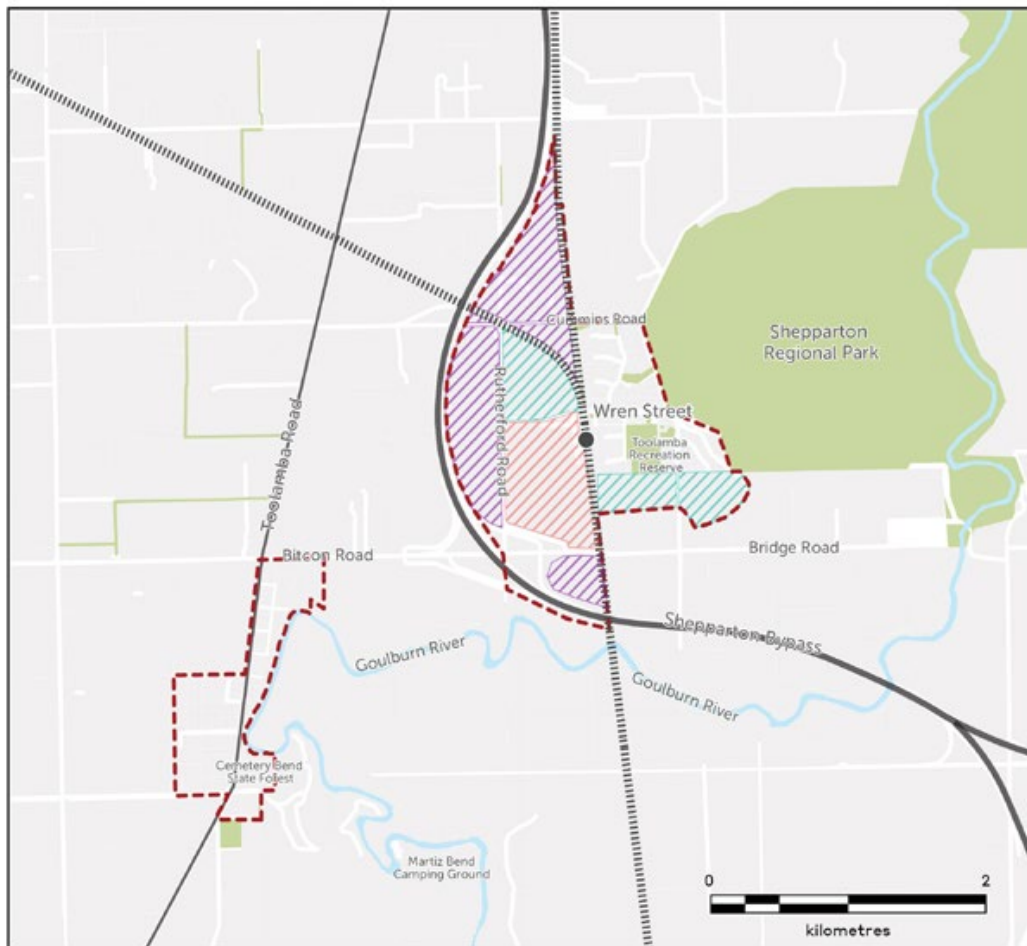 Cummins Road
Shepparton
Regional Park
Rutherford Road
Wren Street
Toolamba
Recreation
Reserve
Toolamba Road
Bitcon Road
Bridge Road
Shepparton Bypass
Goulburn River
Goulburn River
Cemetery Bend
State Forest
Martiz Bend
Camping Ground
0 2
kilometres